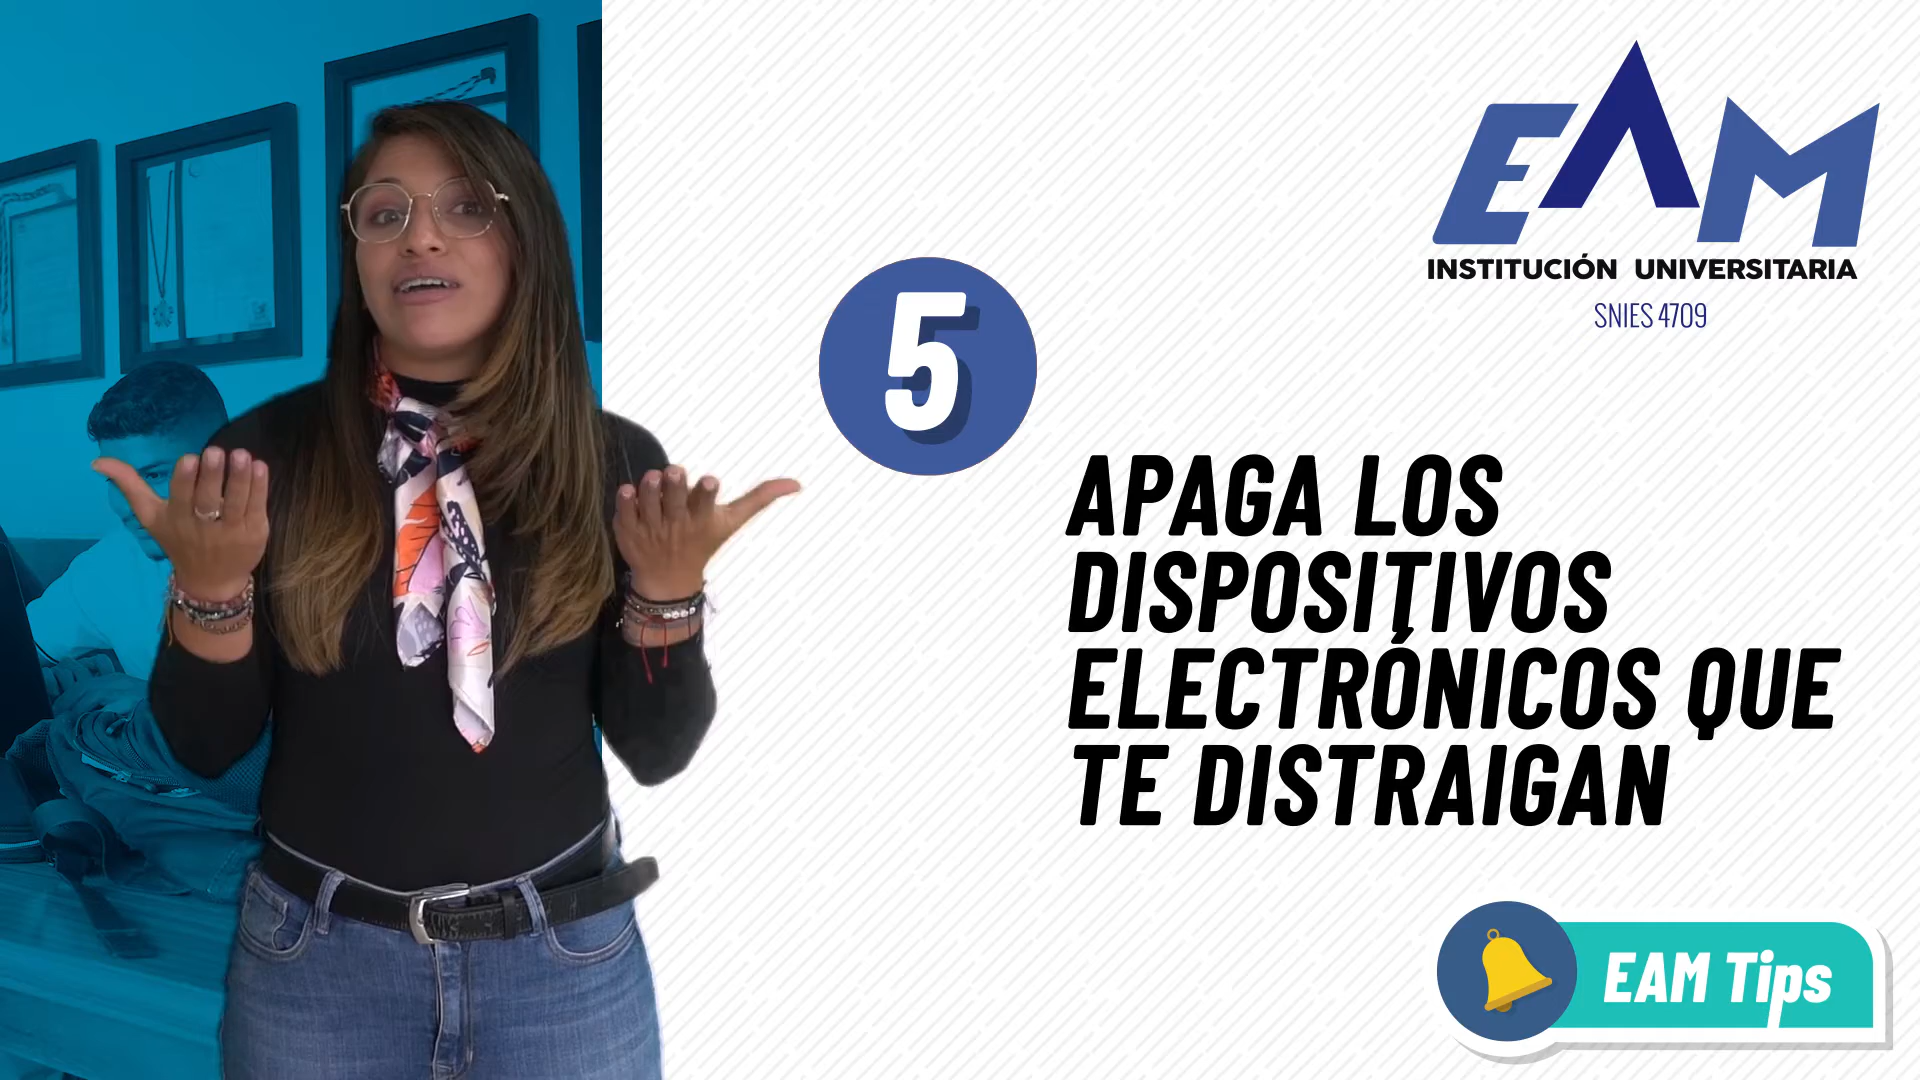 EAM
INSTITUCIÓN UNIVERSITARIA
SNIES 4709
5
APAGA LOS
DISPOSITIVOS
ELECTRÓNICOS QUE
TE DISTRAIGAN
EAM Tips